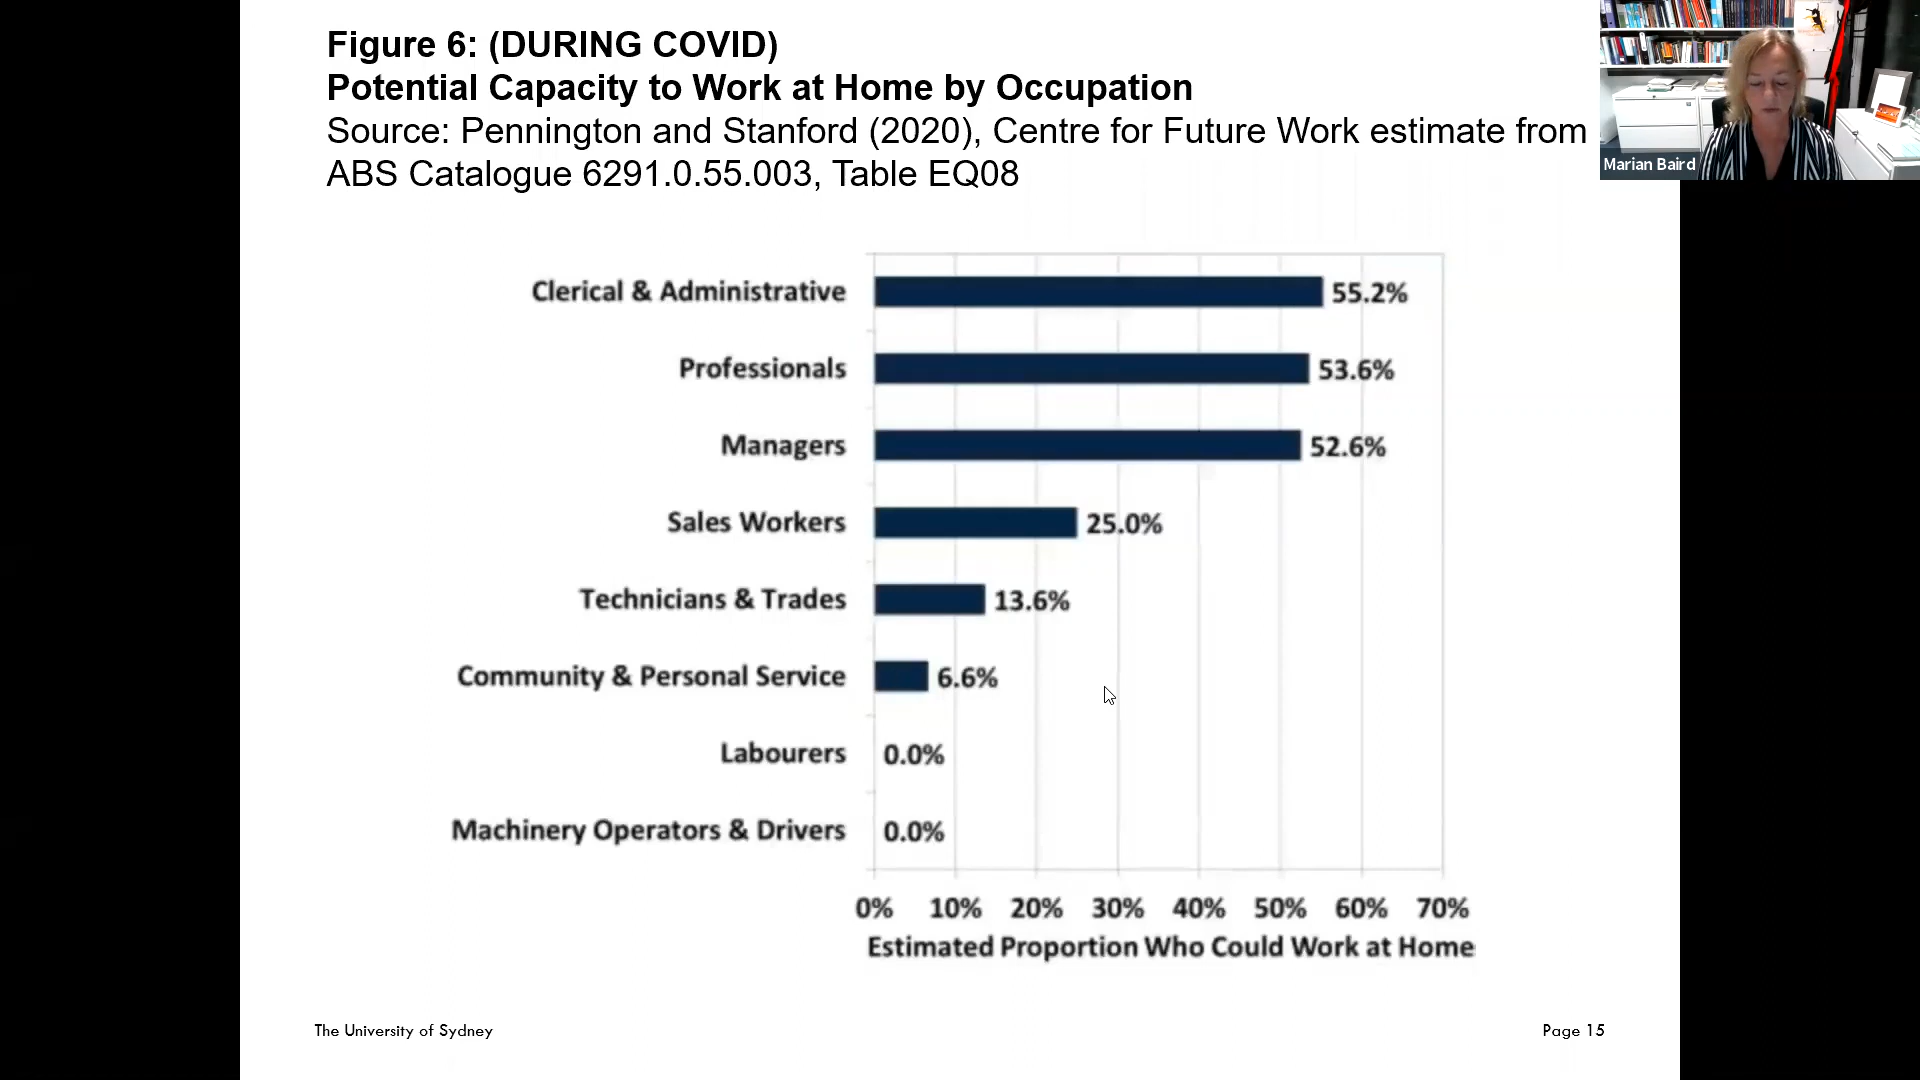 Figure 6: (DURING COVID)
Potential Capacity to Work at Home by Occupation
Source: Pennington and Stanford (2020), Centre for Future Work estimate from
ABS Catalogue 6291.0.55.003, Table EQ08
Marian Baird
Clerical & Administrative 55.2%
Professionals 53.6%
Managers 52.6%
Sales Workers 25.0%
Technicians & Trades 13.6%
Community & Personal Service 6.6%
Labourers 0.0%
Machinery Operators & Drivers 0.0%
0% 10% 20% 30% 40% 50% 60% 70%
Estimated Proportion Who Could Work at Home
The University of Sydney Page 15